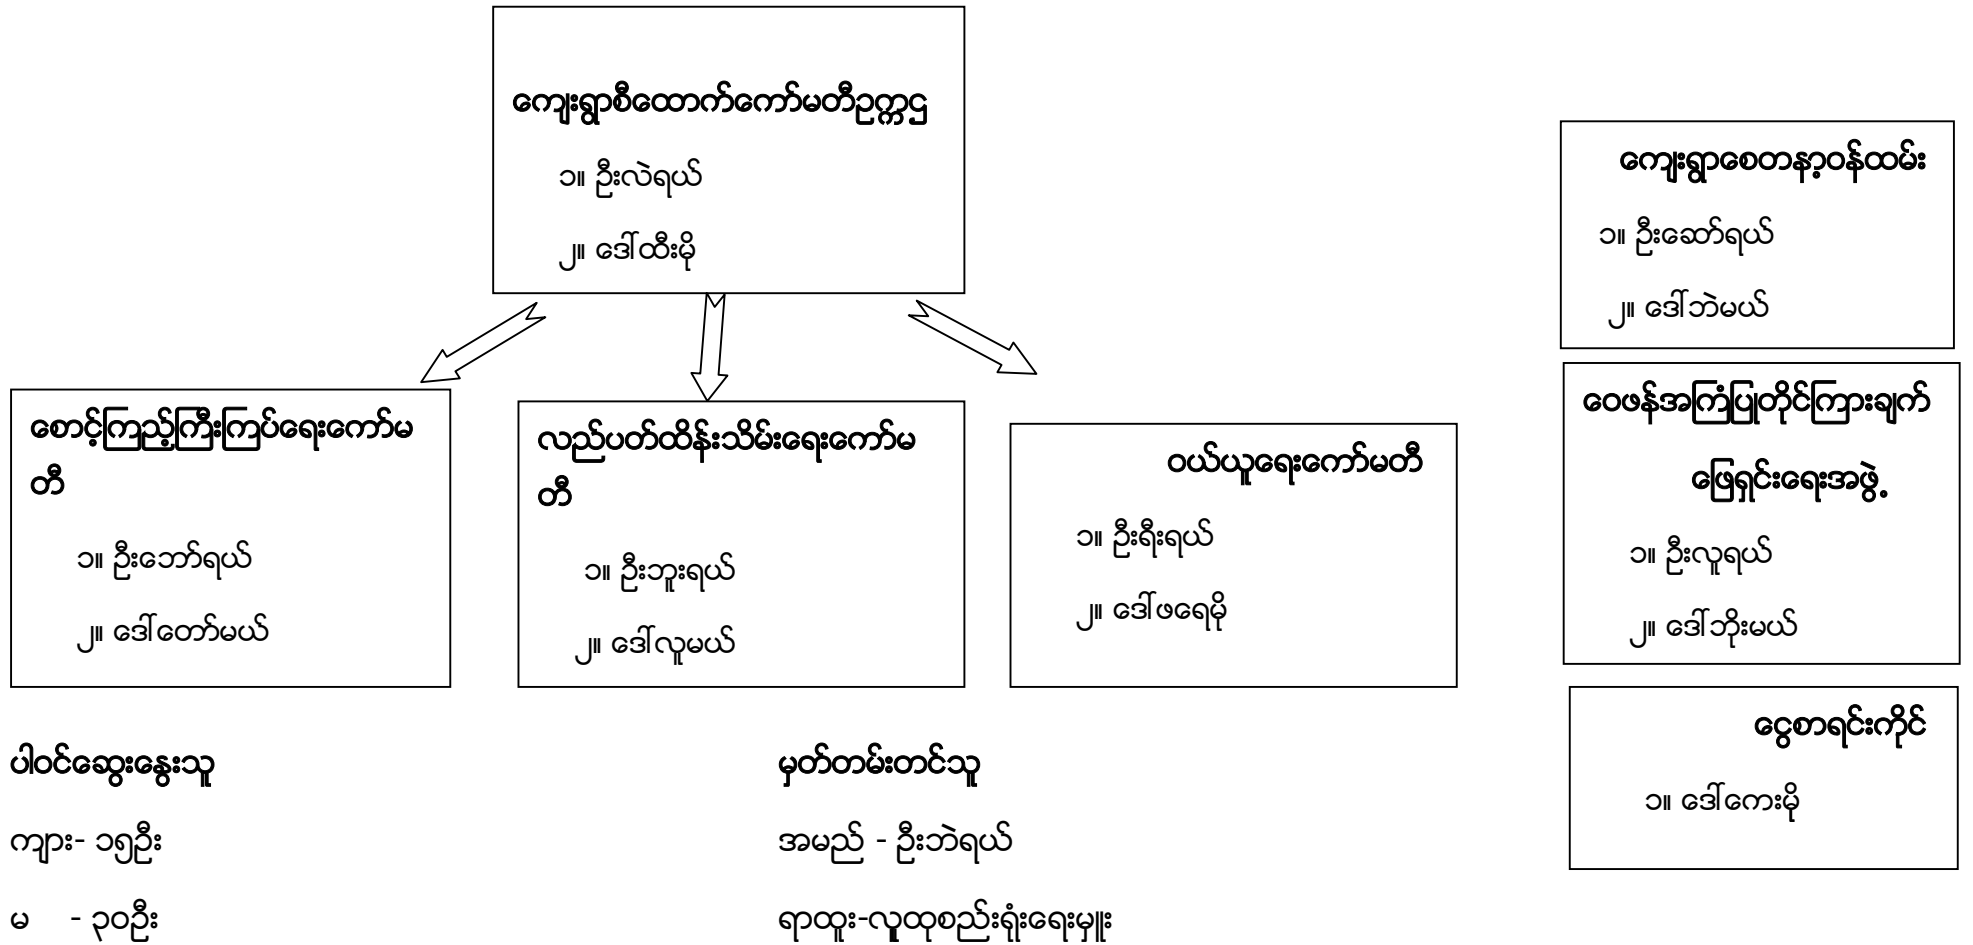 ကျေးရွာစီထောက်ကော်မတီဥက္ကဌ
၁။ ဦးလဲရယ်
၂။ ဒေါ်ထီးမို
ကျေးရွာစေတနာ့ဝန်ထမ်း
၁။ ဦးဆော်ရယ်
၂။ ဒေါ်ဘဲမယ်
စောင့်ကြည့်ကြီးကြပ်ရေးကော်မ
တီ
၁။ ဦးဘော်ရယ်
၂။ ဒေါ်တော်မယ်
လည်ပတ်ထိန်းသိမ်းရေးကော်မ
တီ
၁။ ဦးဘူးရယ်
၂။ ဒေါ်လူမယ်
ဝယ်ယူရေးကော်မတီ
၁။ ဦးရီးရယ်
၂။ ဒေါ်ဖရေမို
ဝေဖန်အကြံပြုတိုင်ကြားချက်
ဖြေရှင်းရေးအဖွဲ့
၁။ ဦးလူရယ်
၂။ ဒေါ်ဘိုးမယ်
ငွေစာရင်းကိုင်
၁။ ဒေါ်ကေးမို
ပါဝင်ဆွေးနွေးသူ
ကျား- ၁၅ဦး
မ - ၃၀ဦး
မှတ်တမ်းတင်သူ
အမည် - ဦးဘဲရယ်
ရာထူး-လူထုစည်းရုံးရေးမှူး